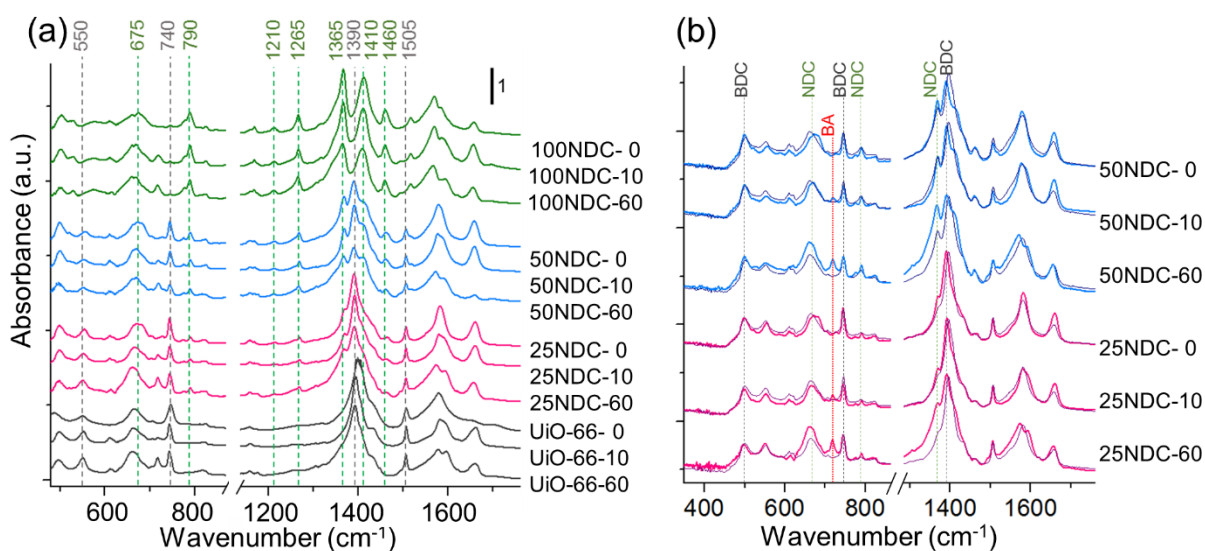 (a)
550
675
740
790
1210
1265
1365
1390
1410
1460
1505
1
100NDC- 0
100NDC-10
100NDC-60
50NDC- 0
50NDC-10
50NDC-60
25NDC- 0
25NDC-10
25NDC-60
UiO-66- 0
UiO-66-10
UiO-66-60
Absorbance (a.u.)
600 800 1200 1400 1600
Wavenumber (cm-1)
(b)
BDC
NDC
BA
BDC
NDC
NDC
BDC
50NDC- 0
50NDC-10
50NDC-60
25NDC- 0
25NDC-10
25NDC-60
400 600 800 1400 1600
Wavenumber (cm-1)